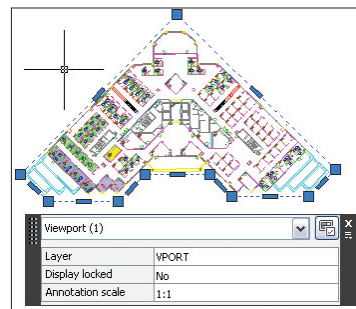 Viewport (1)
Layer VPORT
Display locked No
Annotation scale 1:1